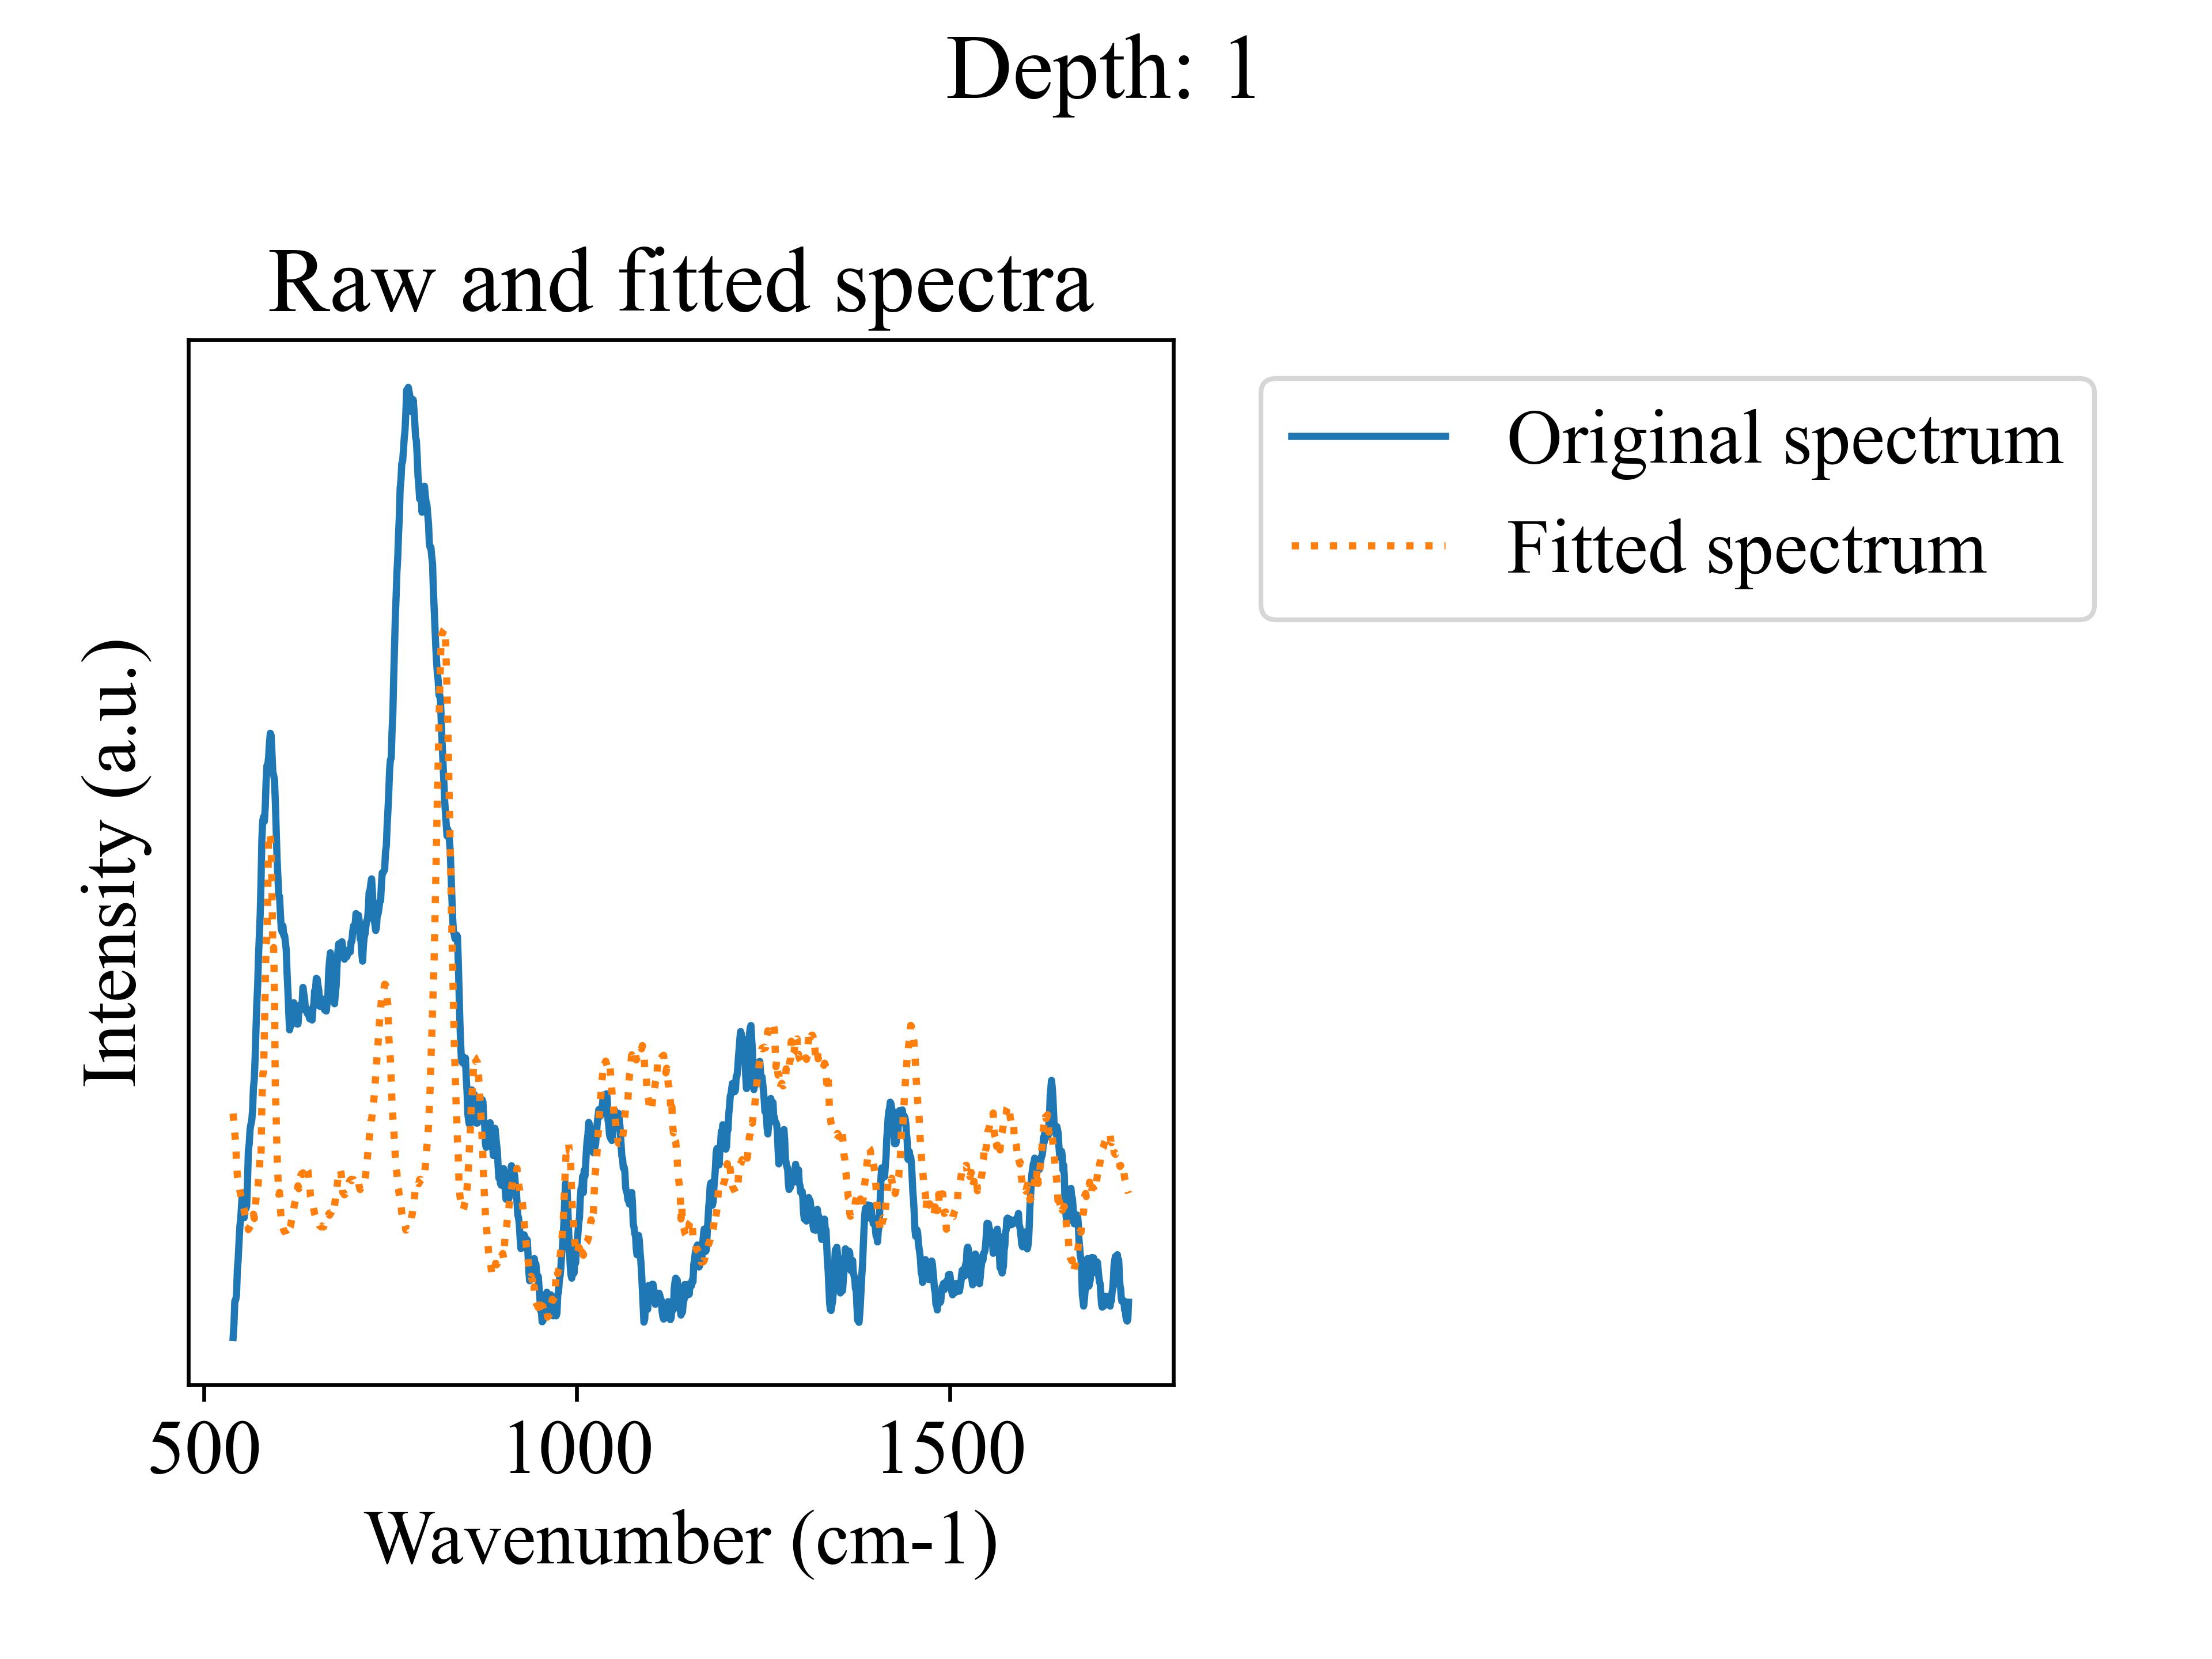 Depth: 1
Raw and fitted spectra
Original spectrum
Fitted spectrum
Intensity (a.u.)
500 1000 1500
Wavenumber (cm-1)